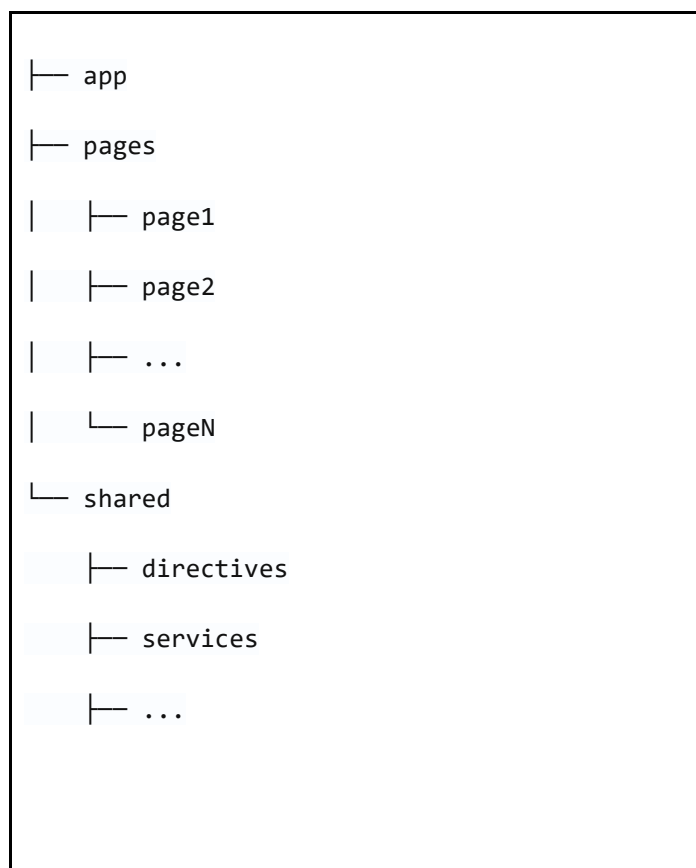 ├── app
├── pages
│   ├── page1
│   ├── page2
│   ├── ...
│   └── pageN
└── shared
    ├── directives
    ├── services
    ├── ...